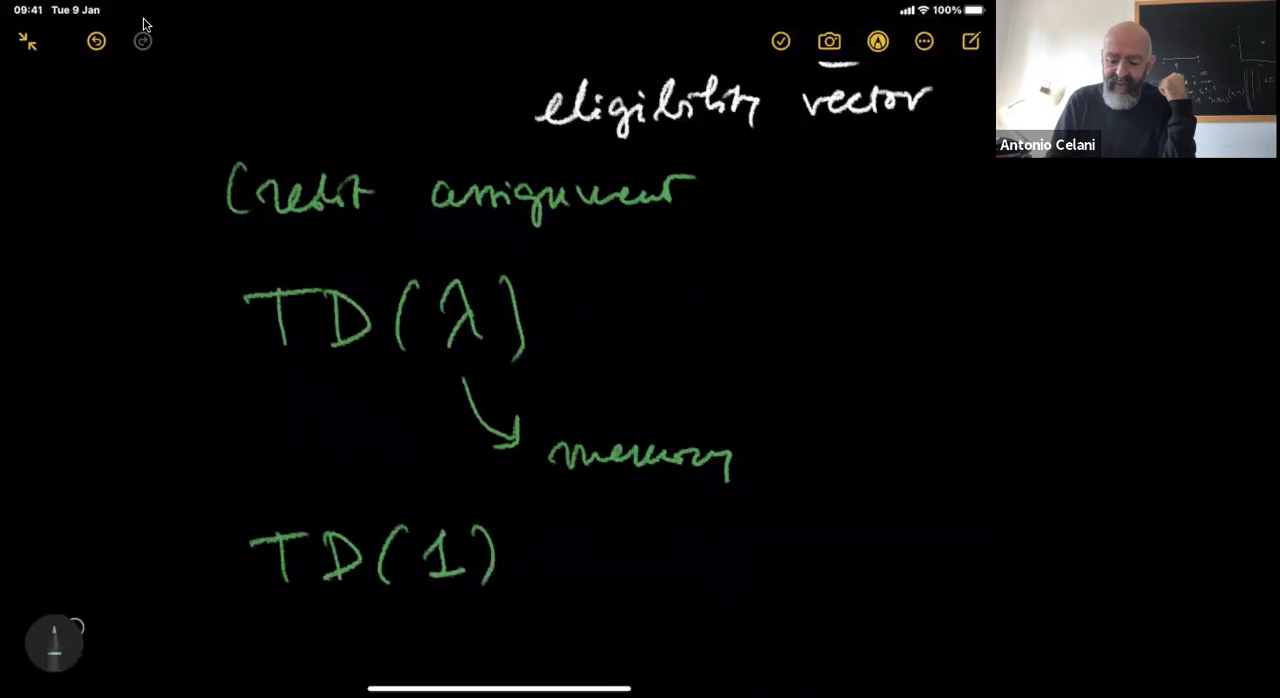 09:41 Tue 9 Jan
100%
eligibility vector
Antonio Celani
Credit assignment
TD(λ)
memory
TD(1)